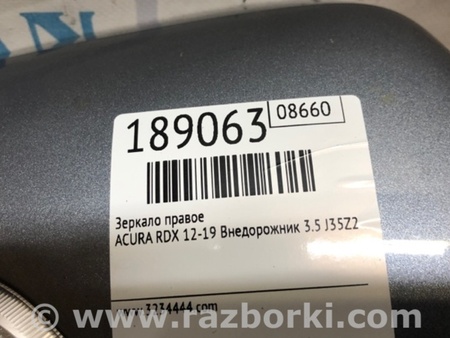 189063
08660
Зеркало правое
ACURA RDX 12-19 Внедорожник 3.5 J35Z2
www.3234444.com
www.razborki.com